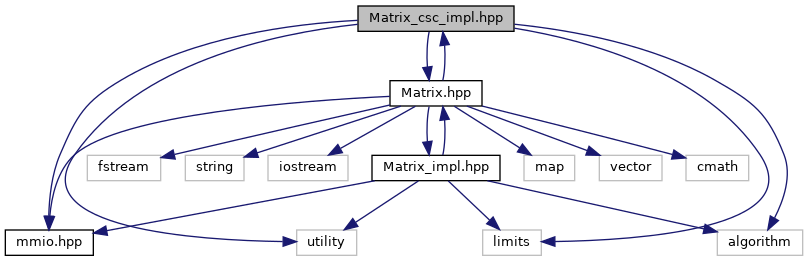 Matrix_csc_impl.hpp
Matrix.hpp
fstream
string
iostream
Matrix_impl.hpp
map
vector
cmath
mmio.hpp
utility
limits
algorithm